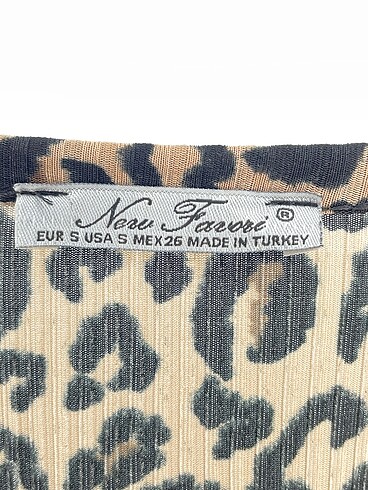 New Favori ®
EUR S USA S MEX26 MADE IN TURKEY